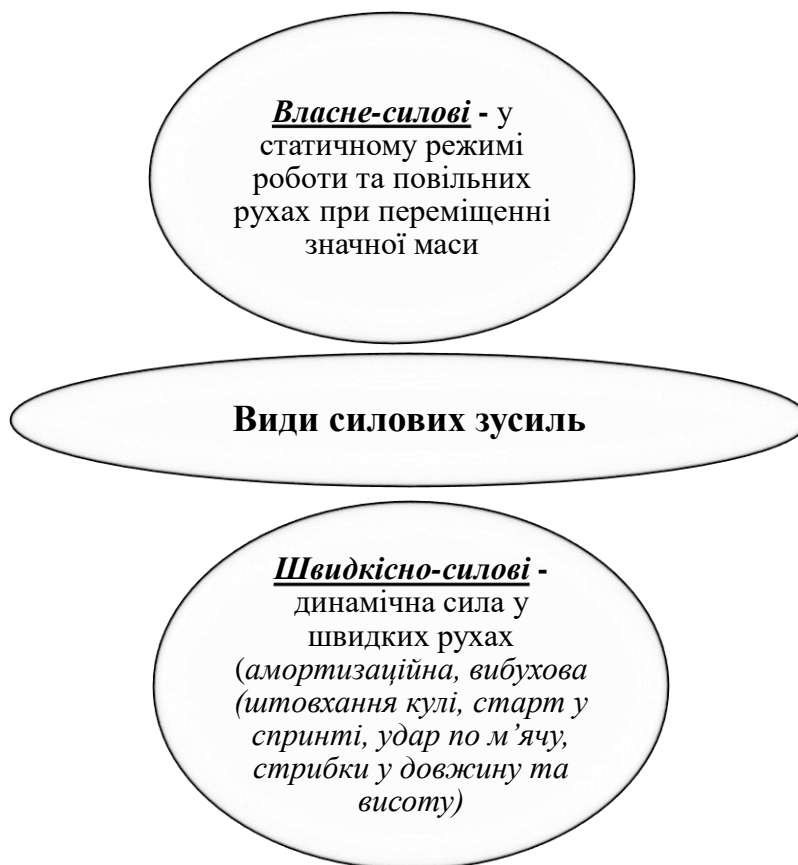 Власне-силові - у
статичному режимі
роботи та повільних
рухах при переміщенні
значної маси
Види силових зусиль
Швидкісно-силові -
динамічна сила у
швидких рухах
(амортизаційна, вибухова
(штовхання кулі, старт у
спринті, удар по м’ячу,
стрибки у довжину та
висоту)